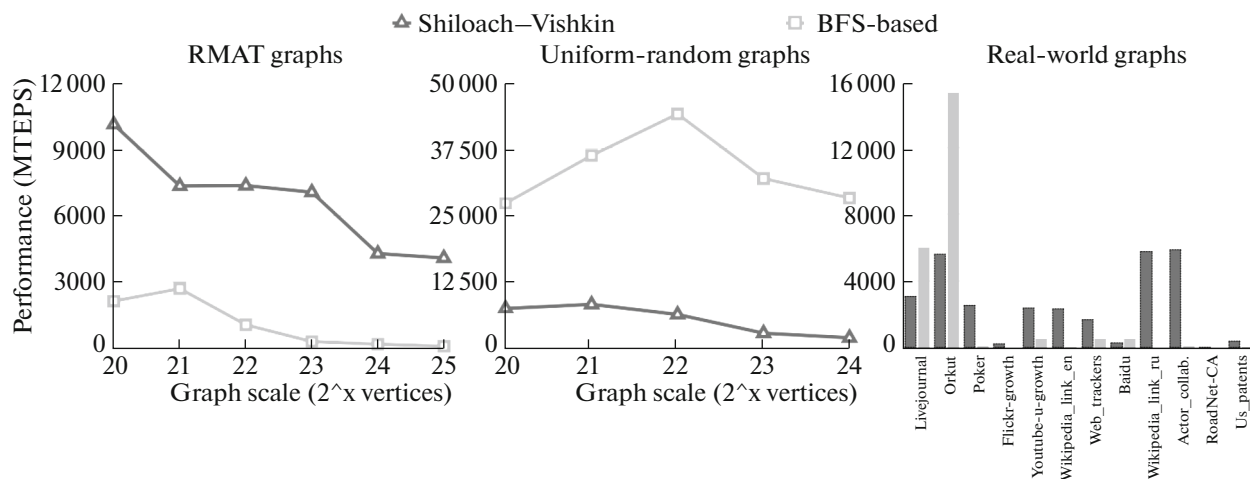 Shiloach–Vishkin
BFS-based
RMAT graphs
Uniform-random graphs
Real-world graphs
Performance (MTEPS)
12 000
9000
6000
3000
0
20 21 22 23 24 25
Graph scale (2^x vertices)
50 000
37 500
25 000
12 500
0
20 21 22 23 24
Graph scale (2^x vertices)
16 000
12 000
8000
4000
0
Livejournal
Orkut
Poker
Flickr-growth
Youtube-u-growth
Wikipedia_link_en
Web_trackers
Baidu
Wikipedia_link_ru
Actor_collab.
RoadNet-CA
Us_patents